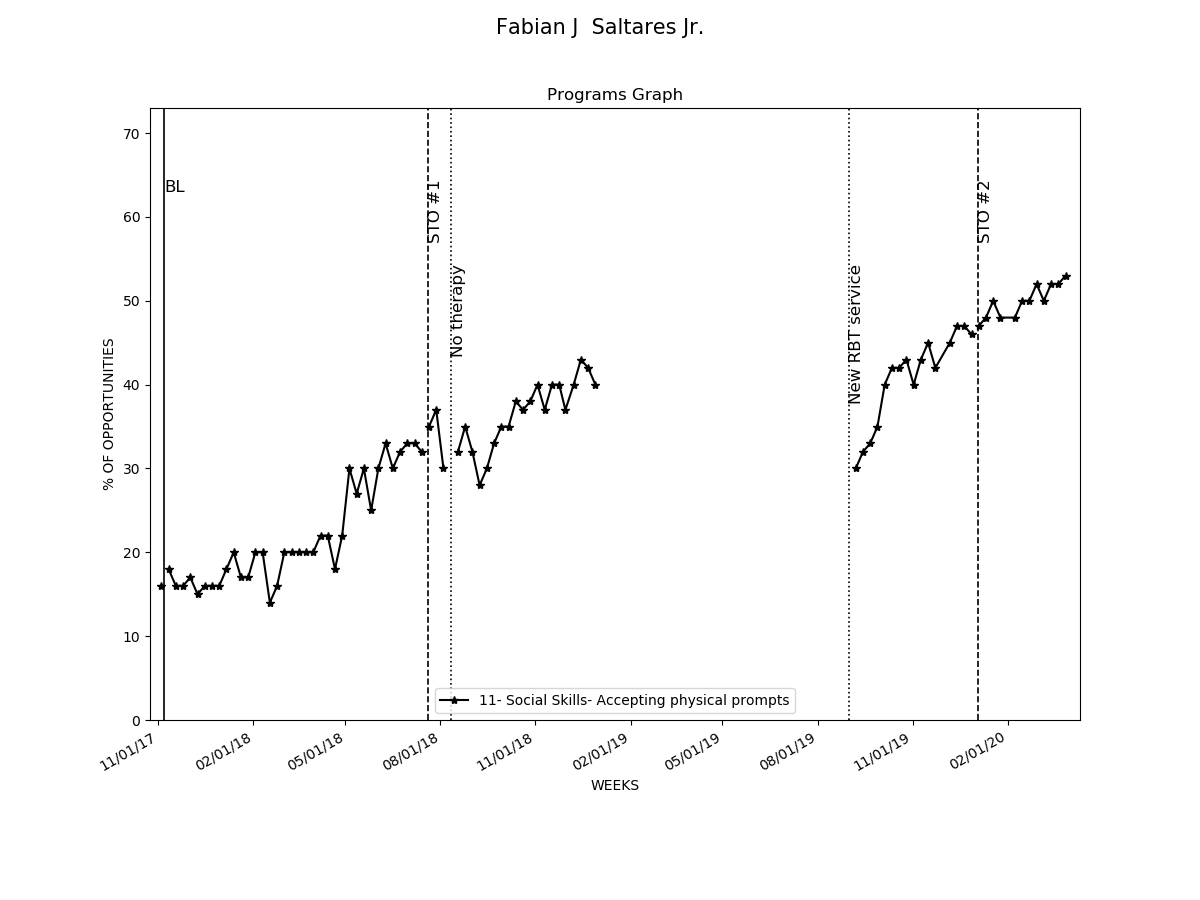 Fabian J  Saltares Jr.
Programs Graph
70
60
50
40
30
20
10
0
% OF OPPORTUNITIES
BL
STO #1
No therapy
New RBT service
STO #2
11- Social Skills- Accepting physical prompts
11/01/17
02/01/18
05/01/18
08/01/18
11/01/18
02/01/19
05/01/19
08/01/19
11/01/19
02/01/20
WEEKS